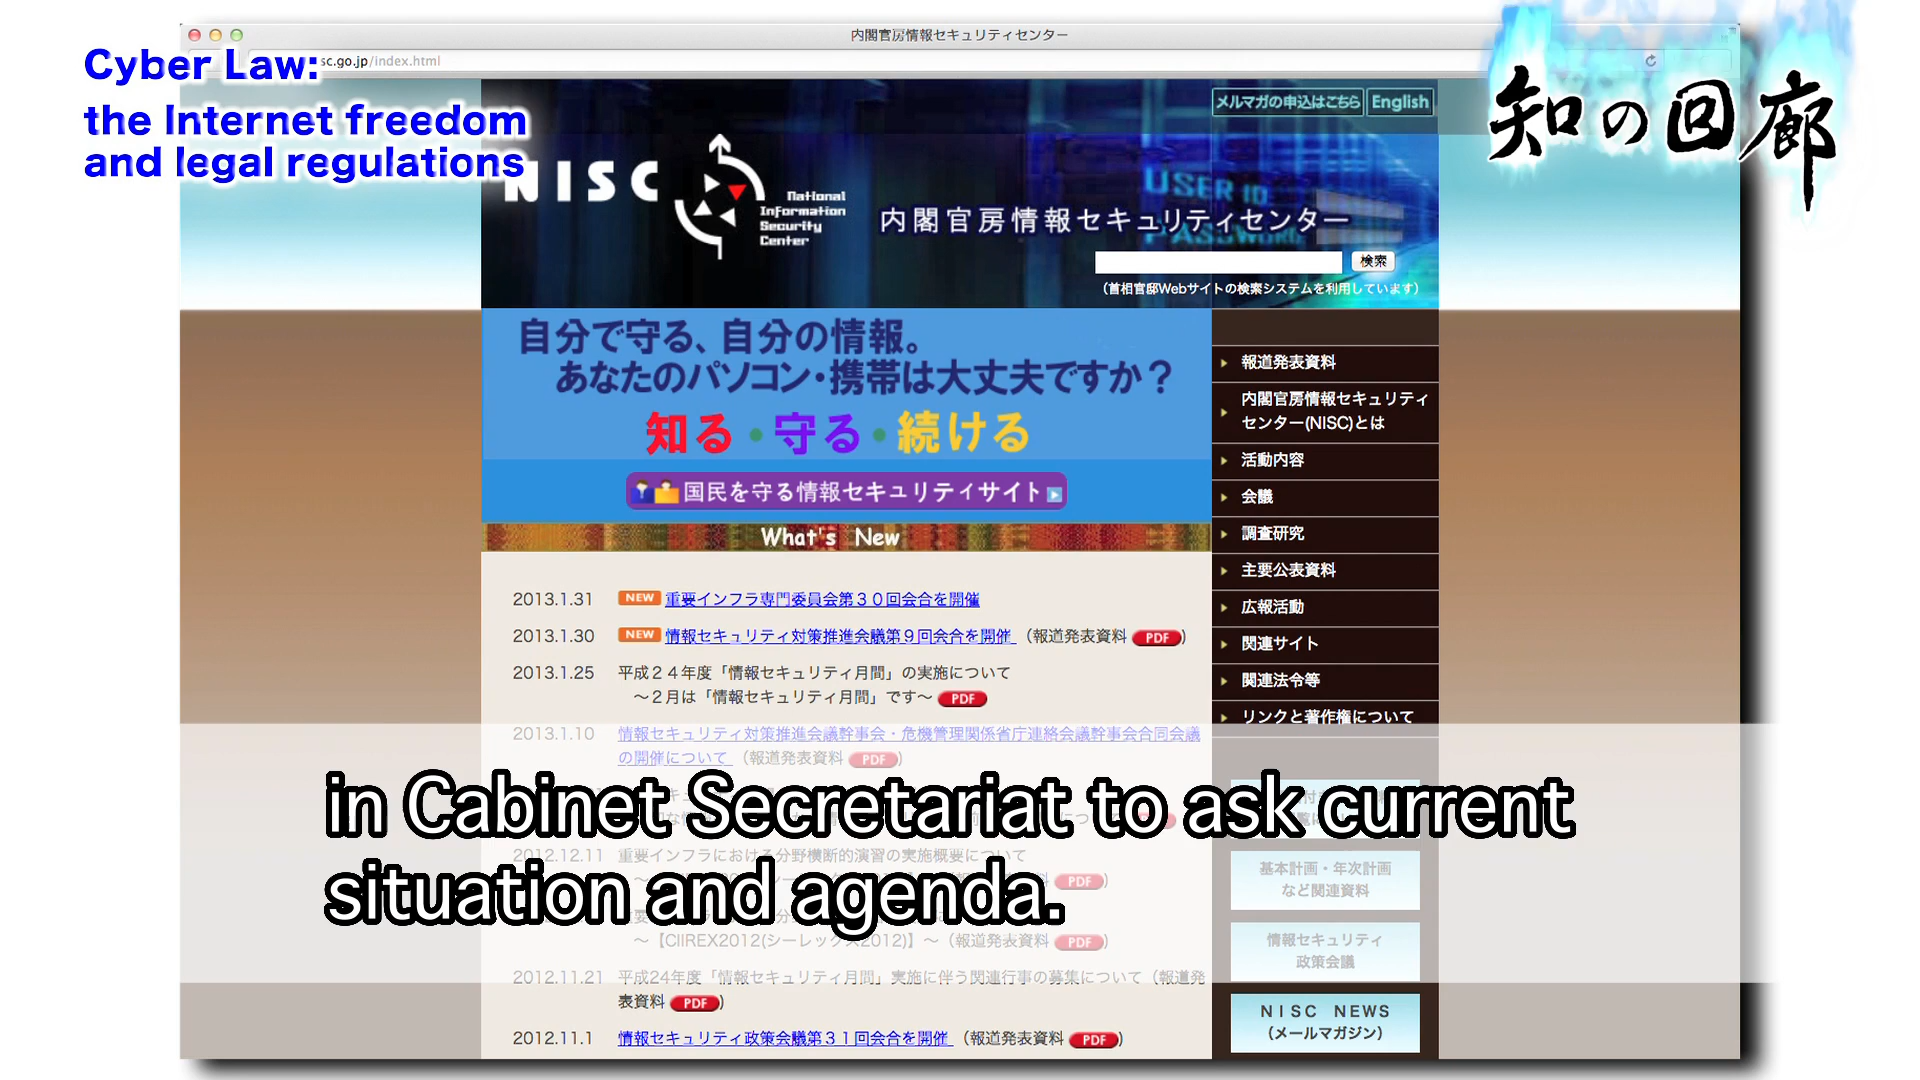 内閣官房情報セキュリティセンター
sc.go.jp/index.html
Cyber Law:
the Internet freedom
and legal regulations
知の回廊
メルマガの申込はこちら English
NISC
National
Information
Security
Center
USER ID
PASSWORD
内閣官房情報セキュリティセンター
検索
（首相官邸Webサイトの検索システムを利用しています）
自分で守る、自分の情報。
あなたのパソコン・携帯は大丈夫ですか？
知る・守る・続ける
国民を守る情報セキュリティサイト
What's New
2013.1.31 NEW 重要インフラ専門委員会第３０回会合を開催
2013.1.30 NEW 情報セキュリティ対策推進会議第９回会合を開催 （報道発表資料 PDF）
2013.1.25 平成２４年度「情報セキュリティ月間」の実施について
～２月は「情報セキュリティ月間」です～ PDF
2013.1.10 情報セキュリティ対策推進会議幹事会・危機管理関係省庁連絡会議幹事会合同会議
の開催について （報道発表資料 PDF）
2012.12.11 重要インフラにおける分野横断的演習の実施概要について
PDF）
～【CIIREX2012(シーレックス2012)】～（報道発表資料 PDF）
2012.11.21 平成24年度「情報セキュリティ月間」実施に伴う関連行事の募集について（報道発
表資料 PDF）
2012.11.1 情報セキュリティ政策会議第３１回会合を開催 （報道発表資料 PDF）
報道発表資料
内閣官房情報セキュリティ
センター(NISC)とは
活動内容
会議
調査研究
主要公表資料
広報活動
関連サイト
関連法令等
リンクと著作権について
基本計画・年次計画
など関連資料
情報セキュリティ
政策会議
ＮＩＳＣ ＮＥＷＳ
（メールマガジン）
in Cabinet Secretariat to ask current
situation and agenda.